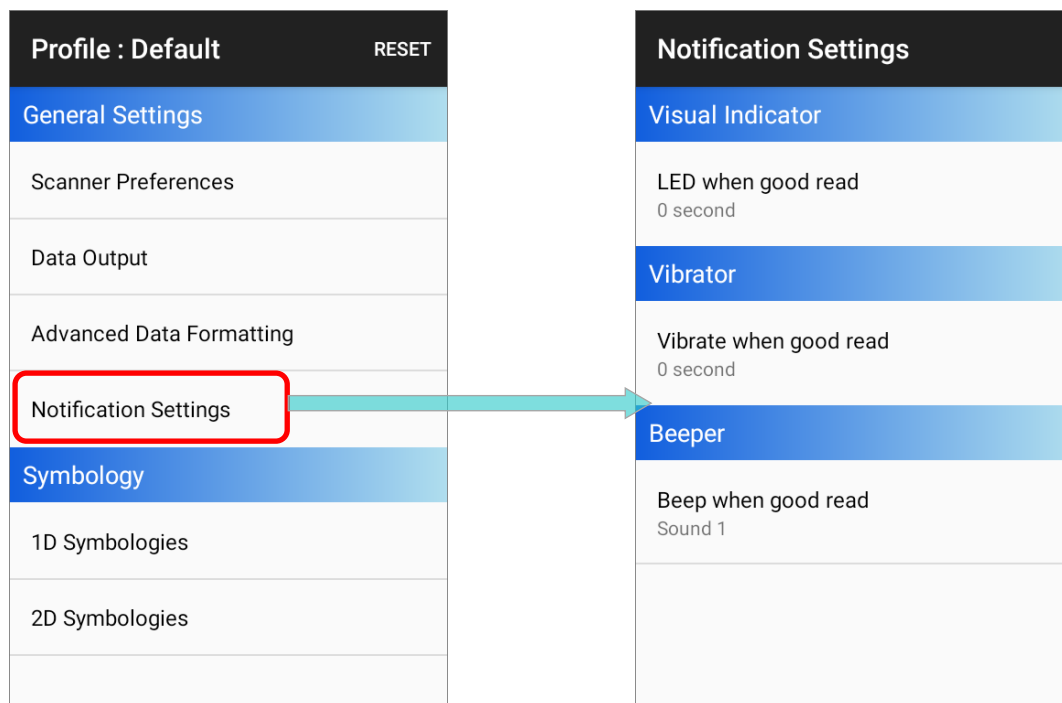 Profile : Default
RESET
General Settings
Scanner Preferences
Data Output
Advanced Data Formatting
Notification Settings
Symbology
1D Symbologies
2D Symbologies
Notification Settings
Visual Indicator
LED when good read
0 second
Vibrator
Vibrate when good read
0 second
Beeper
Beep when good read
Sound 1